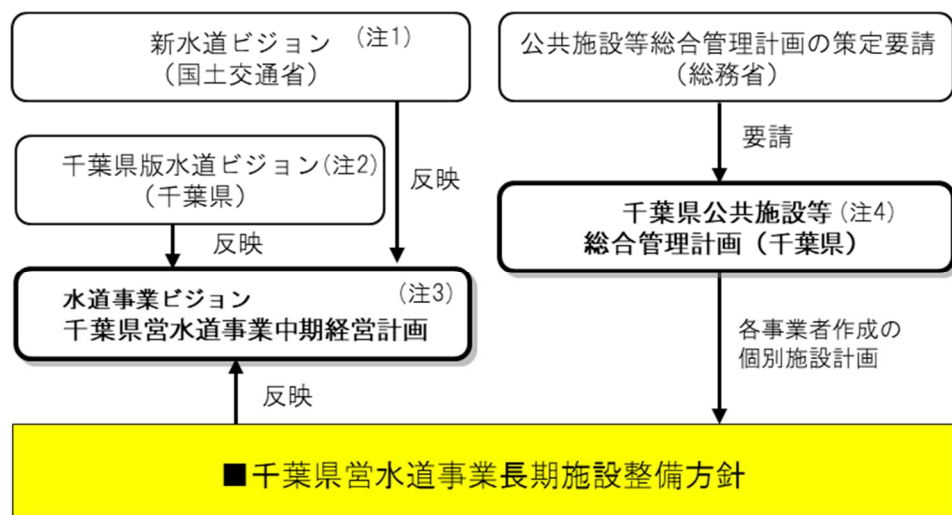 新水道ビジョン (注1)
（国土交通省）
公共施設等総合管理計画の策定要請
（総務省）
要請
千葉県版水道ビジョン(注2)
（千葉県）
反映
反映
千葉県公共施設等 (注4)
総合管理計画（千葉県）
水道事業ビジョン (注3)
千葉県営水道事業中期経営計画
各事業者作成の
個別施設計画
反映
■千葉県営水道事業長期施設整備方針